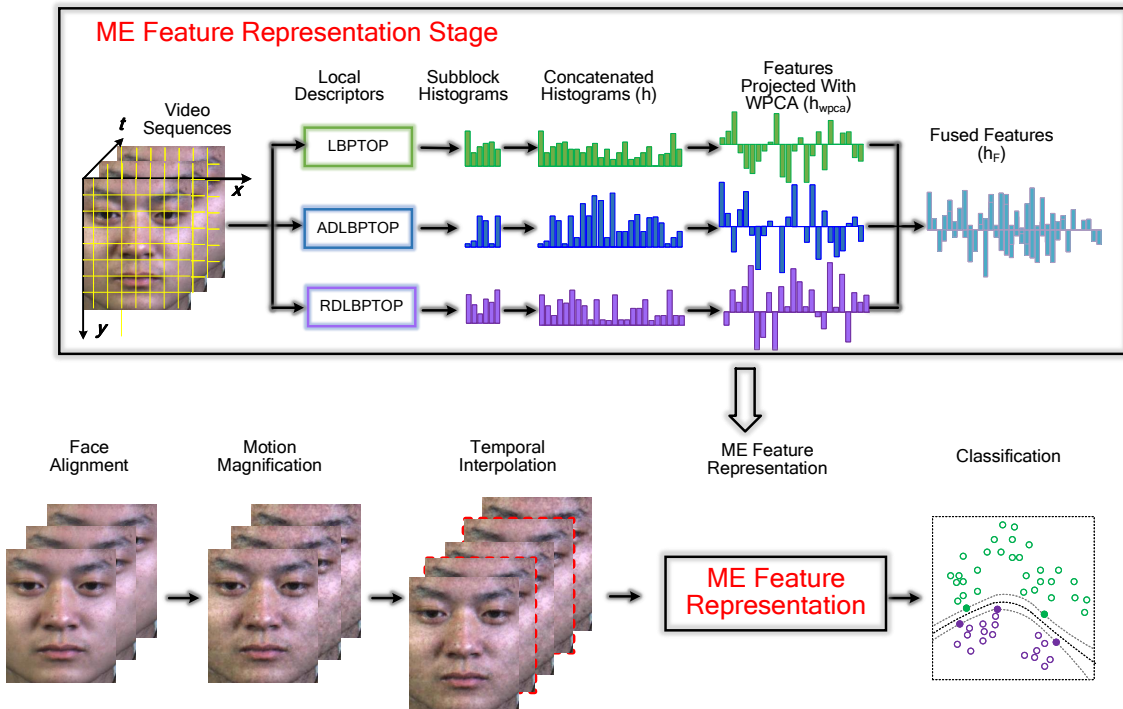 ME Feature Representation Stage
Video
Sequences
t
x
y
Local
Descriptors
Subblock
Histograms
Concatenated
Histograms (h)
Features
Projected With
WPCA (hwpca)
Fused Features
(hF)
LBPTOP
ADLBPTOP
RDLBPTOP
Face
Alignment
Motion
Magnification
Temporal
Interpolation
ME Feature
Representation
Classification
ME Feature
Representation